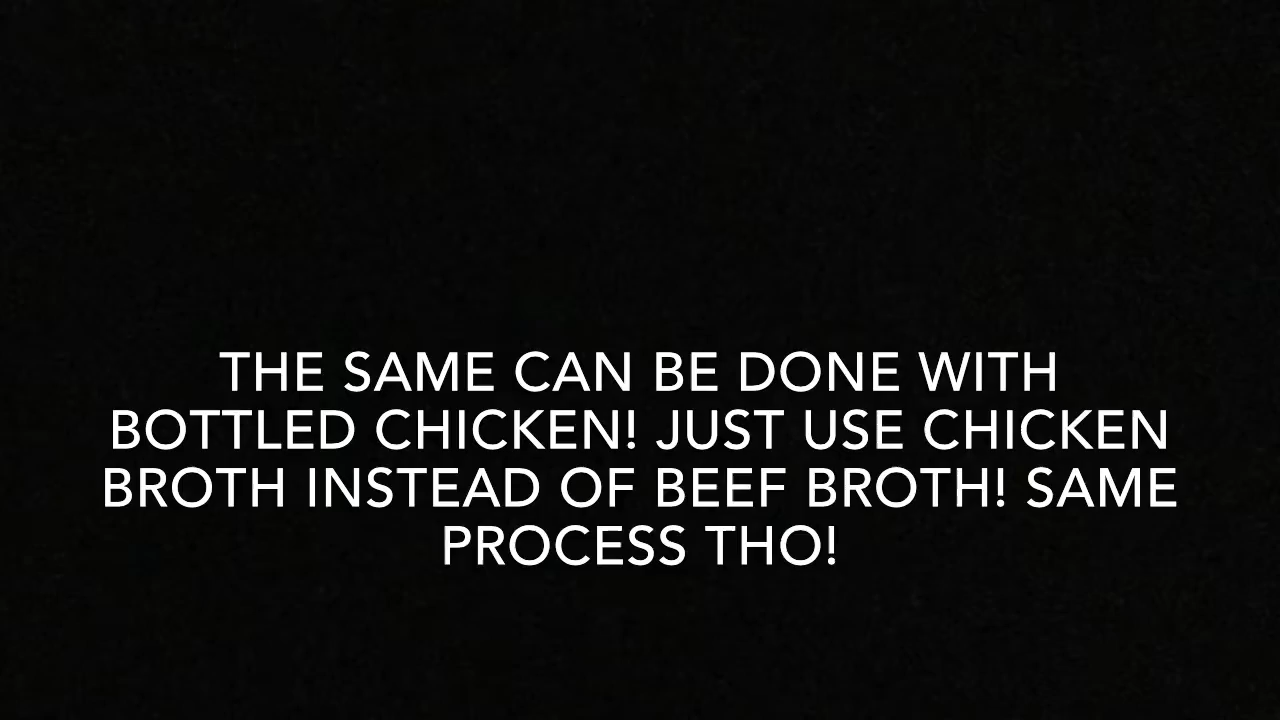 THE SAME CAN BE DONE WITH
BOTTLED CHICKEN! JUST USE CHICKEN
BROTH INSTEAD OF BEEF BROTH! SAME
PROCESS THO!